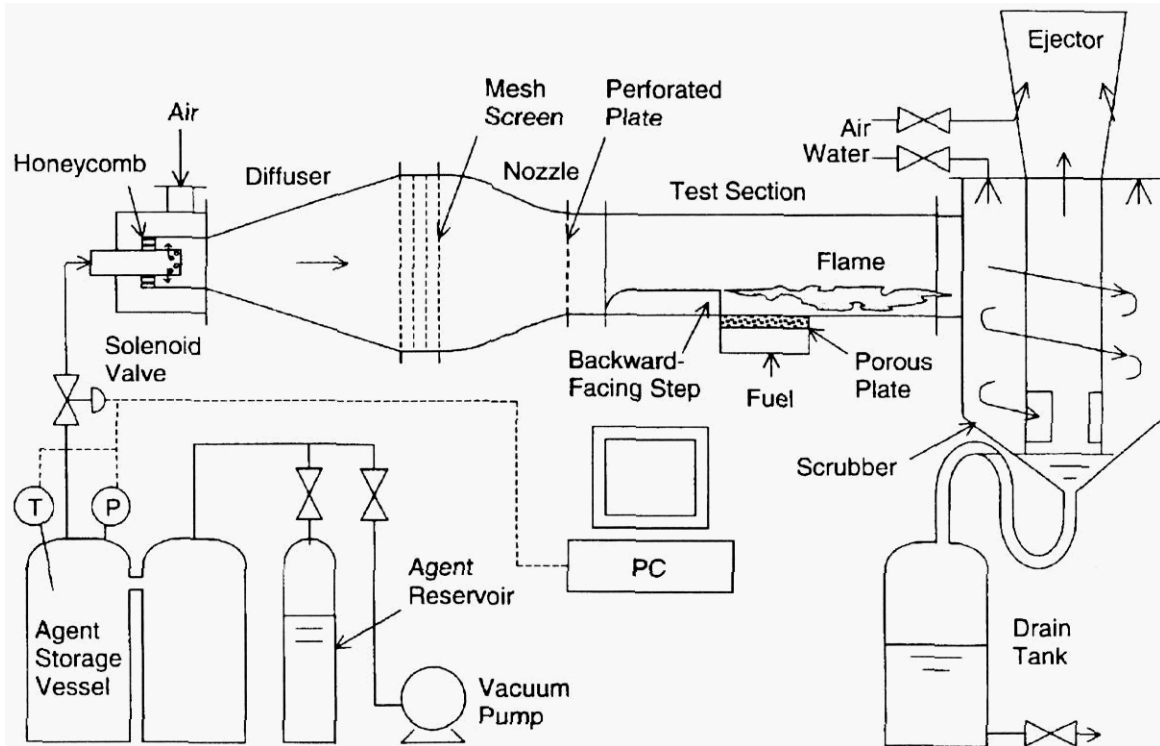 Ejector
Mesh
Screen
Perforated
Plate
Air
Air
Water
Honeycomb
Diffuser
Nozzle
Test Section
Flame
Solenoid
Valve
Backward-
Facing Step
Fuel
Porous
Plate
Scrubber
T
P
PC
Agent
Reservoir
Agent
Storage
Vessel
Vacuum
Pump
Drain
Tank